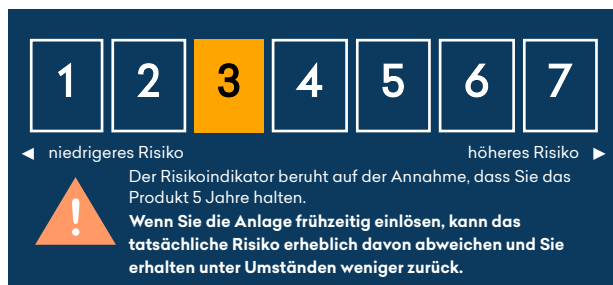 1 2 3 4 5 6 7
◄ niedrigeres Risiko höheres Risiko ►
Der Risikoindikator beruht auf der Annahme, dass Sie das
Produkt 5 Jahre halten.
!
Wenn Sie die Anlage frühzeitig einlösen, kann das
tatsächliche Risiko erheblich davon abweichen und Sie
erhalten unter Umständen weniger zurück.